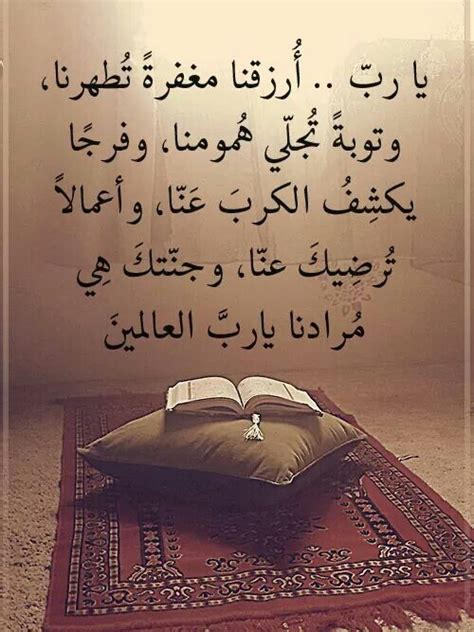 يا ربّ .. أُرزقنا مغفرةً تُطهرنا،
وتوبةً تُجلّي هُمومنا، وفرجًا
يكشِفُ الكربَ عَنّا، وأعمالاً
تُرضِيكَ عنّا، وجنّتكَ هِي
مُرادنا ياربَّ العالمينَ